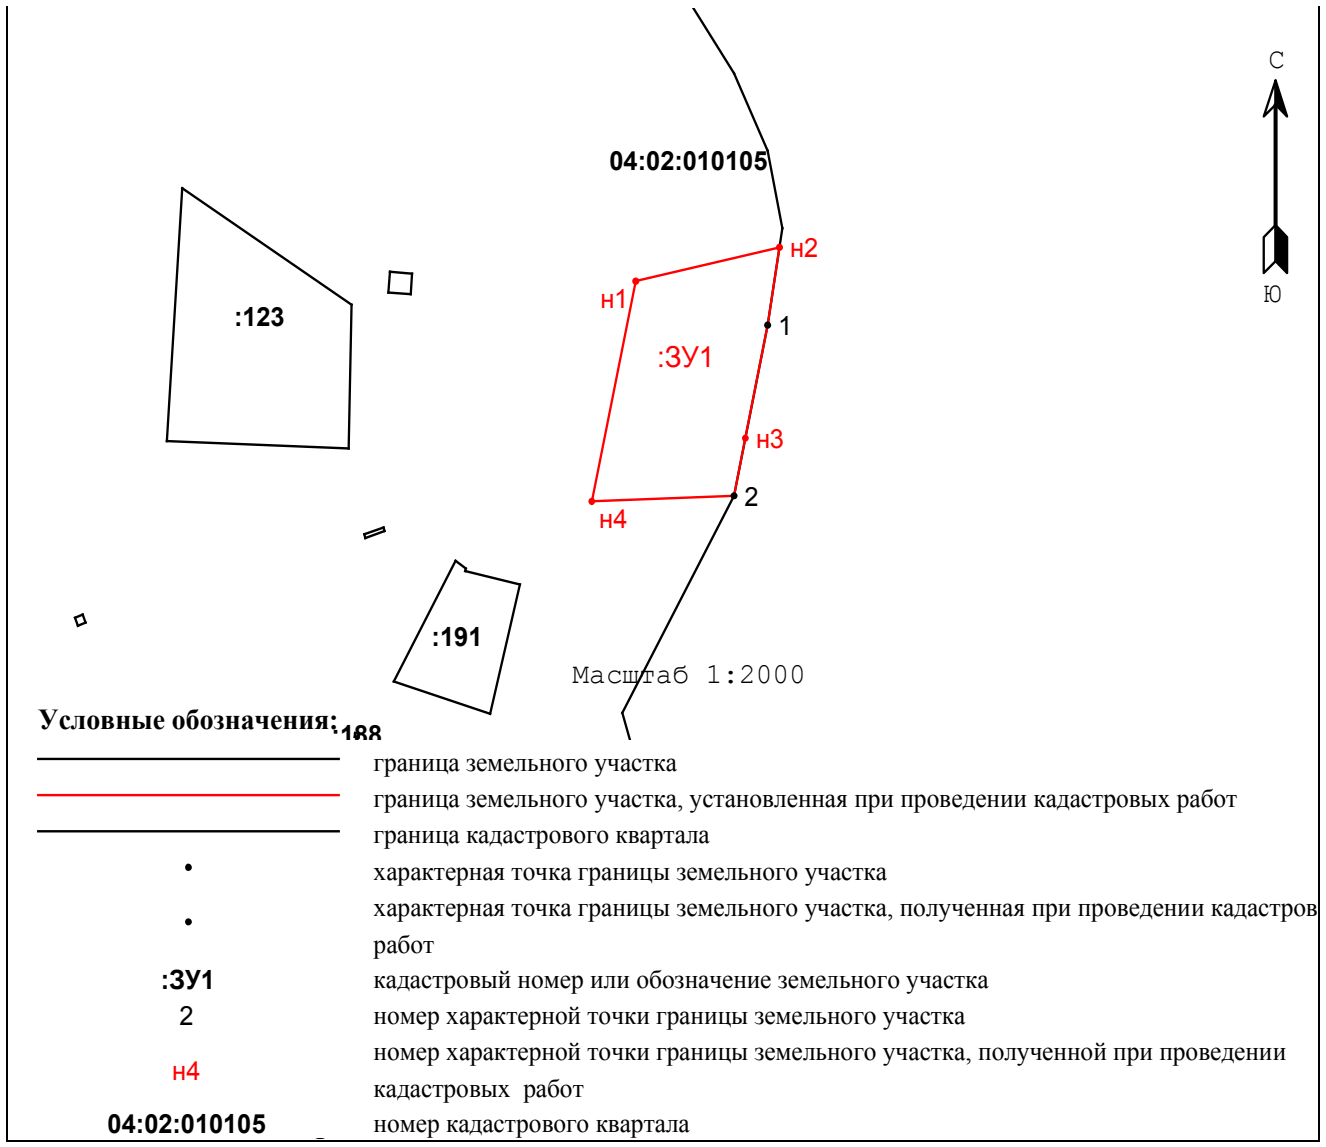 С
04:02:010105
н2
н1
:123
1
:ЗУ1
н3
2
н4
Ю
:191
Масштаб 1:2000
Условные обозначения:
:188
граница земельного участка
граница земельного участка, установленная при проведении кадастровых работ
граница кадастрового квартала
характерная точка границы земельного участка
характерная точка границы земельного участка, полученная при проведении кадастров
работ
:ЗУ1 кадастровый номер или обозначение земельного участка
2 номер характерной точки границы земельного участка
н4 номер характерной точки границы земельного участка, полученной при проведении
кадастровых работ
04:02:010105 номер кадастрового квартала